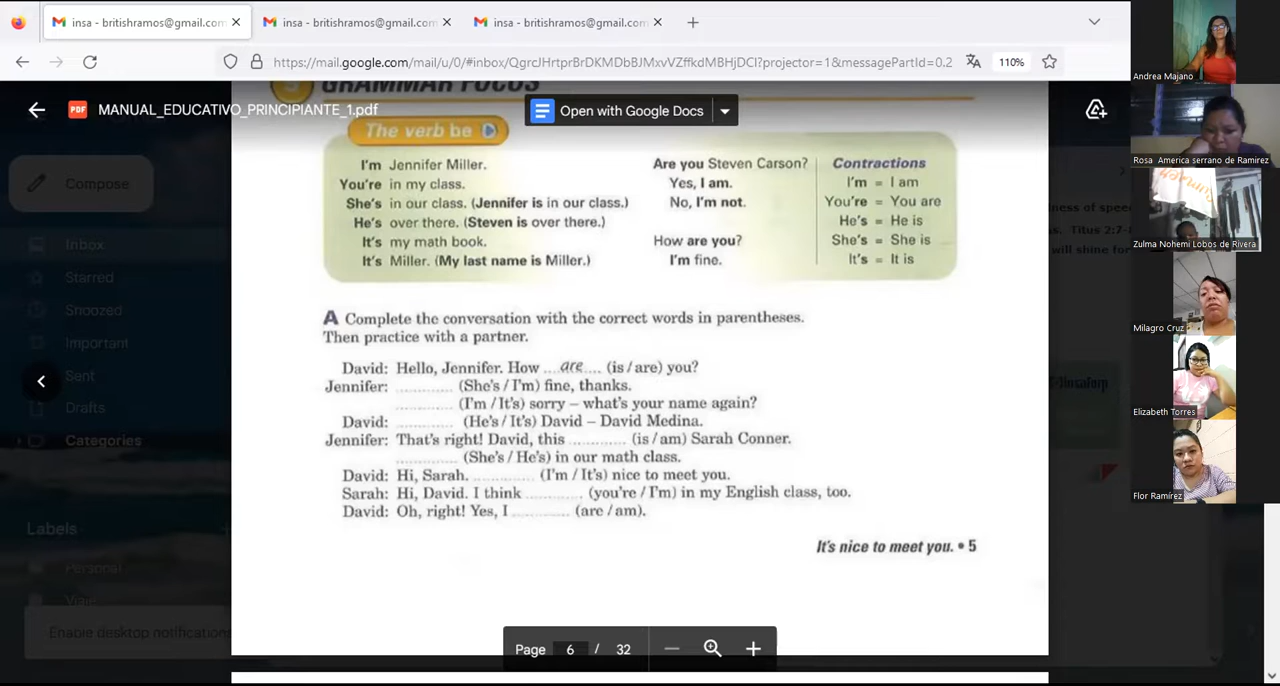 insa - britishramos@gmail.com
insa - britishramos@gmail.com
insa - britishramos@gmail.com
https://mail.google.com/mail/u/0/#inbox/QgrcJHrtprBrDKMDbBJMxvVZffkdMBHjDCl?projector=1&messagePartId=0.2
110%
MANUAL_EDUCATIVO_PRINCIPIANTE_1.pdf
PDF
Open with Google Docs
Compose
Inbox
Starred
Snoozed
Important
Sent
Drafts
Categories
Labels
Personal
Enable desktop notifications
GRAMMAR FOCUS
The verb be
I'm Jennifer Miller.
You're in my class.
She's in our class. (Jennifer is in our class.)
He's over there. (Steven is over there.)
It's my math book.
It's Miller. (My last name is Miller.)
Are you Steven Carson?
Yes, I am.
No, I'm not.
How are you?
I'm fine.
Contractions
I'm = I am
You're = You are
He's = He is
She's = She is
It's = It is
A Complete the conversation with the correct words in parentheses.
Then practice with a partner.
David: Hello, Jennifer. How ....are.... (is / are) you?
Jennifer: ............ (She's / I'm) fine, thanks.
............ (I'm / It's) sorry – what's your name again?
David: ............ (He's / It's) David – David Medina.
Jennifer: That's right! David, this ............ (is / am) Sarah Conner.
............ (She's / He's) in our math class.
David: Hi, Sarah. ............ (I'm / It's) nice to meet you.
Sarah: Hi, David. I think ............ (you're / I'm) in my English class, too.
David: Oh, right! Yes, I ............ (are / am).
It's nice to meet you. • 5
Page 6 / 32
Titus 2:7-
will shine for
Andrea Majano
Rosa America serrano de Ramirez
Zulma Nohemi Lobos de Rivera
Milagro Cruz
Elizabeth Torres
Flor Ramírez